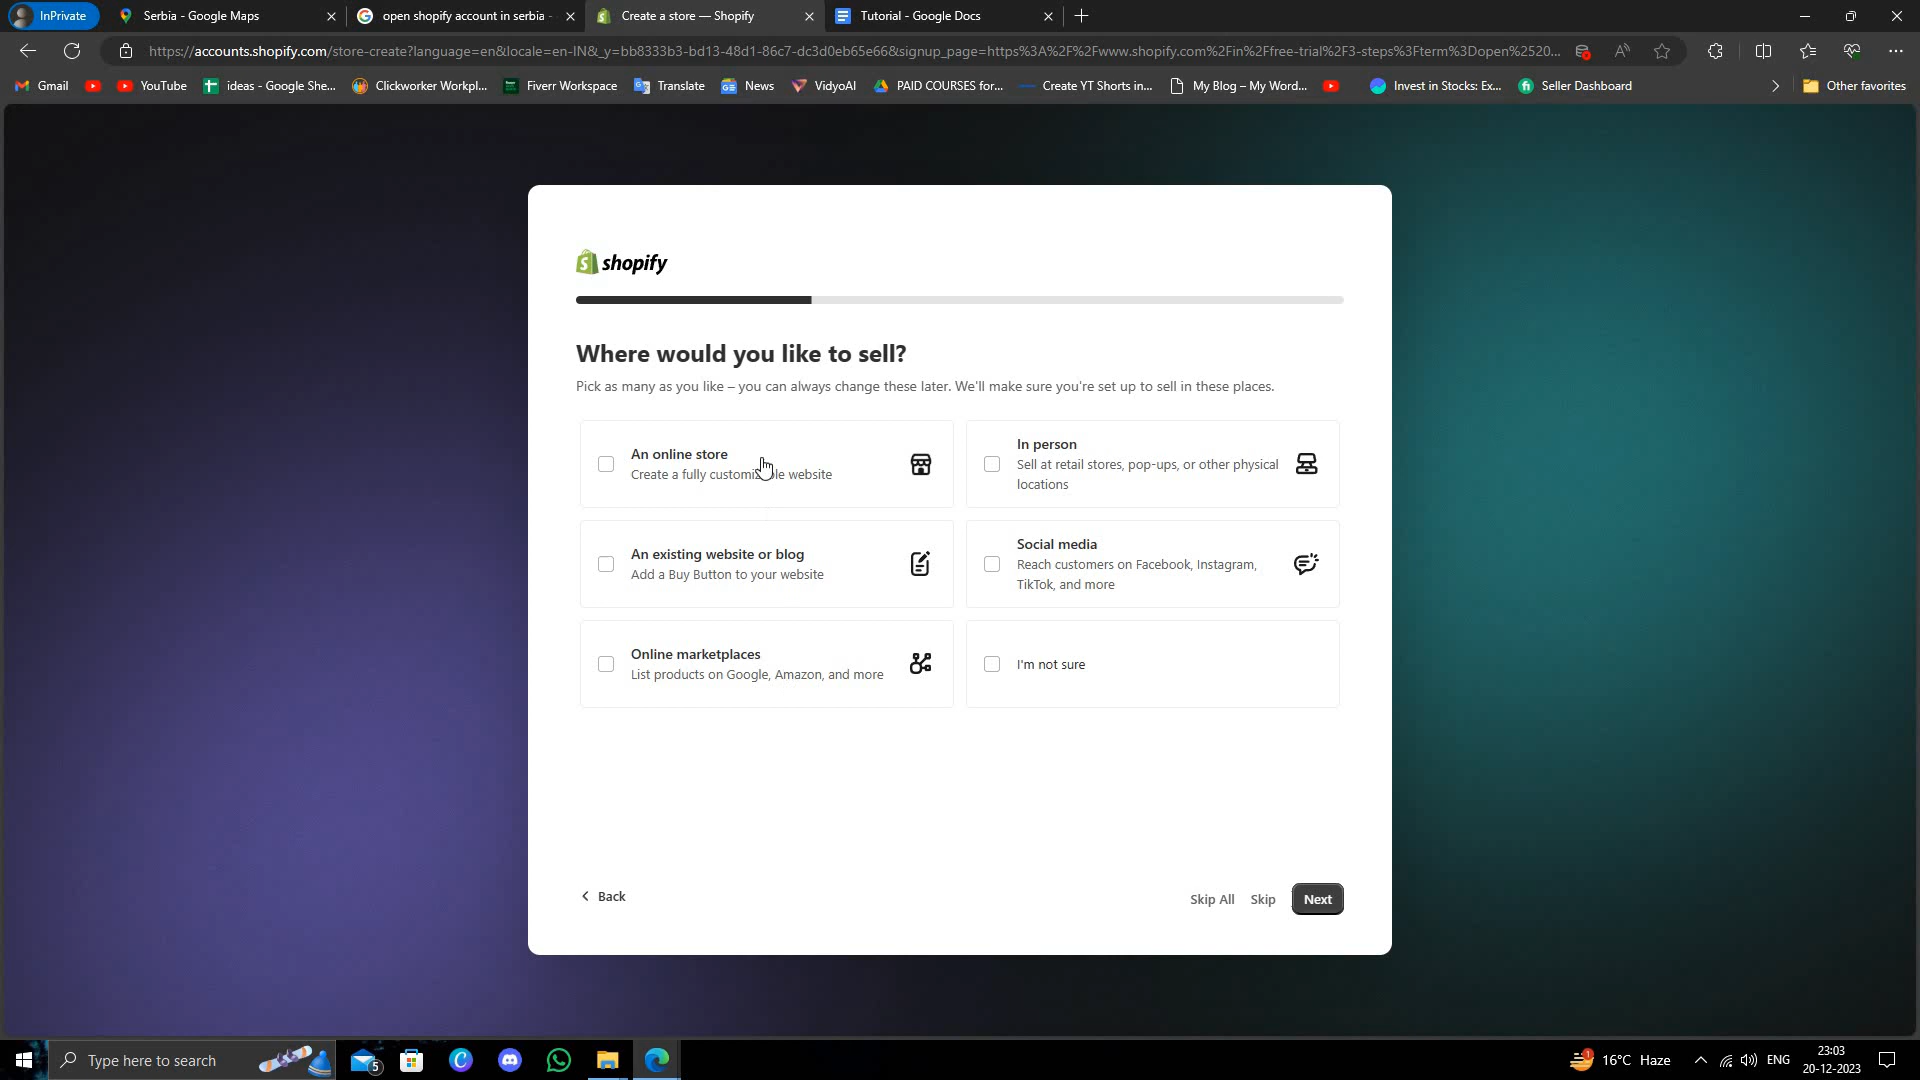 InPrivate
Serbia - Google Maps
open shopify account in serbia -
Create a store — Shopify
Tutorial - Google Docs
https://accounts.shopify.com/store-create?language=en&locale=en-IN&_y=bb8333b3-bd13-48d1-86c7-dc3d0eb65e66&signup_page=https%3A%2F%2Fwww.shopify.com%2Fin%2Ffree-trial%2F3-steps%3Fterm%3Dopen%2520...
Gmail
YouTube
ideas - Google She...
Clickworker Workpl...
Fiverr Workspace
Translate
News
VidyoAI
PAID COURSES for...
Create YT Shorts in...
My Blog – My Word...
Invest in Stocks: Ex...
Seller Dashboard
Other favorites
shopify
Where would you like to sell?
Pick as many as you like – you can always change these later. We'll make sure you're set up to sell in these places.
An online store
Create a fully customizable website
In person
Sell at retail stores, pop-ups, or other physical
locations
An existing website or blog
Add a Buy Button to your website
Social media
Reach customers on Facebook, Instagram,
TikTok, and more
Online marketplaces
List products on Google, Amazon, and more
I'm not sure
Back
Skip All
Skip
Next
Type here to search
5
1
16°C Haze
ENG
23:03
20-12-2023